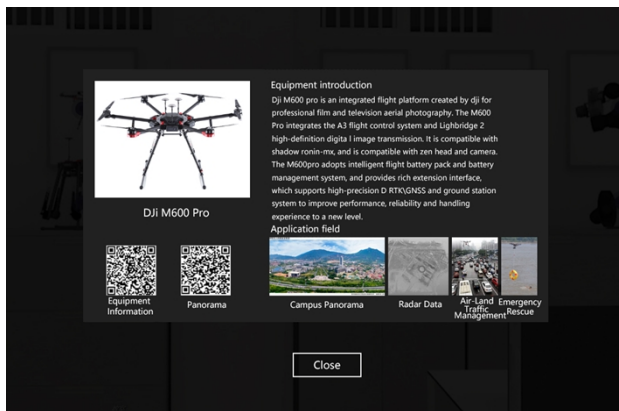 Equipment introduction
Dji M600 pro is an integrated flight platform created by dji for
professional film and television aerial photography. The M600
Pro integrates the A3 flight control system and Lighbridge 2
high-definition digita l image transmission. It is compatible with
shadow ronin-mx, and is compatible with zen head and camera.
The M600pro adopts intelligent flight battery pack and battery
management system, and provides rich extension interface,
which supports high-precision D RTK\GNSS and ground station
system to improve performance, reliability and handling
experience to a new level.
DJi M600 Pro
Application field
Equipment
Information
Panorama
Campus Panorama
Radar Data
Air-Land
Traffic
Management
Emergency
Rescue
Close